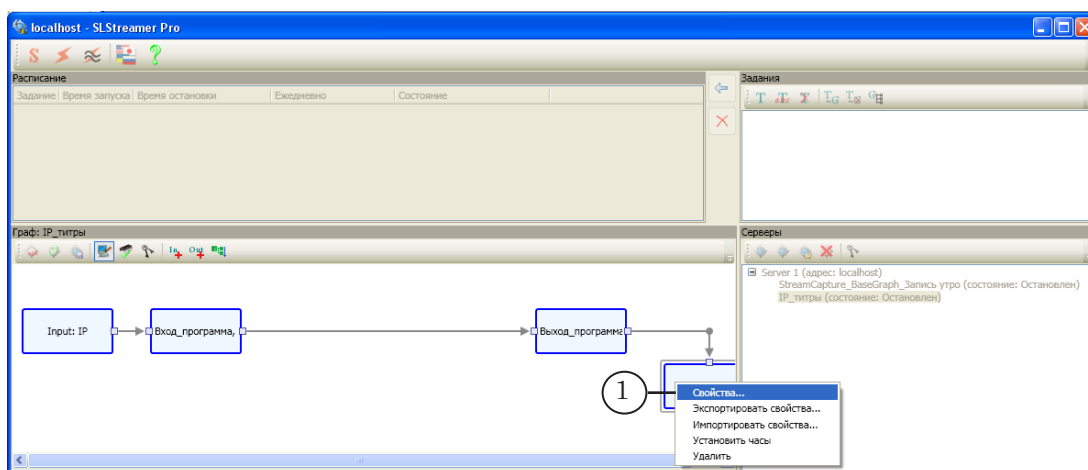 localhost - SLStreamer Pro
Расписание
Задание Время запуска Время остановки Ежедневно Состояние
Задания
Граф: IP_титры
Серверы
Server 1 (адрес: localhost)
StreamCapture_BaseGraph_Запись утро (состояние: Остановлен)
IP_титры (состояние: Остановлен)
Input: IP
Вход_программа,
Выход_программа
1
Свойства...
Экспортировать свойства...
Импортировать свойства...
Установить часы
Удалить